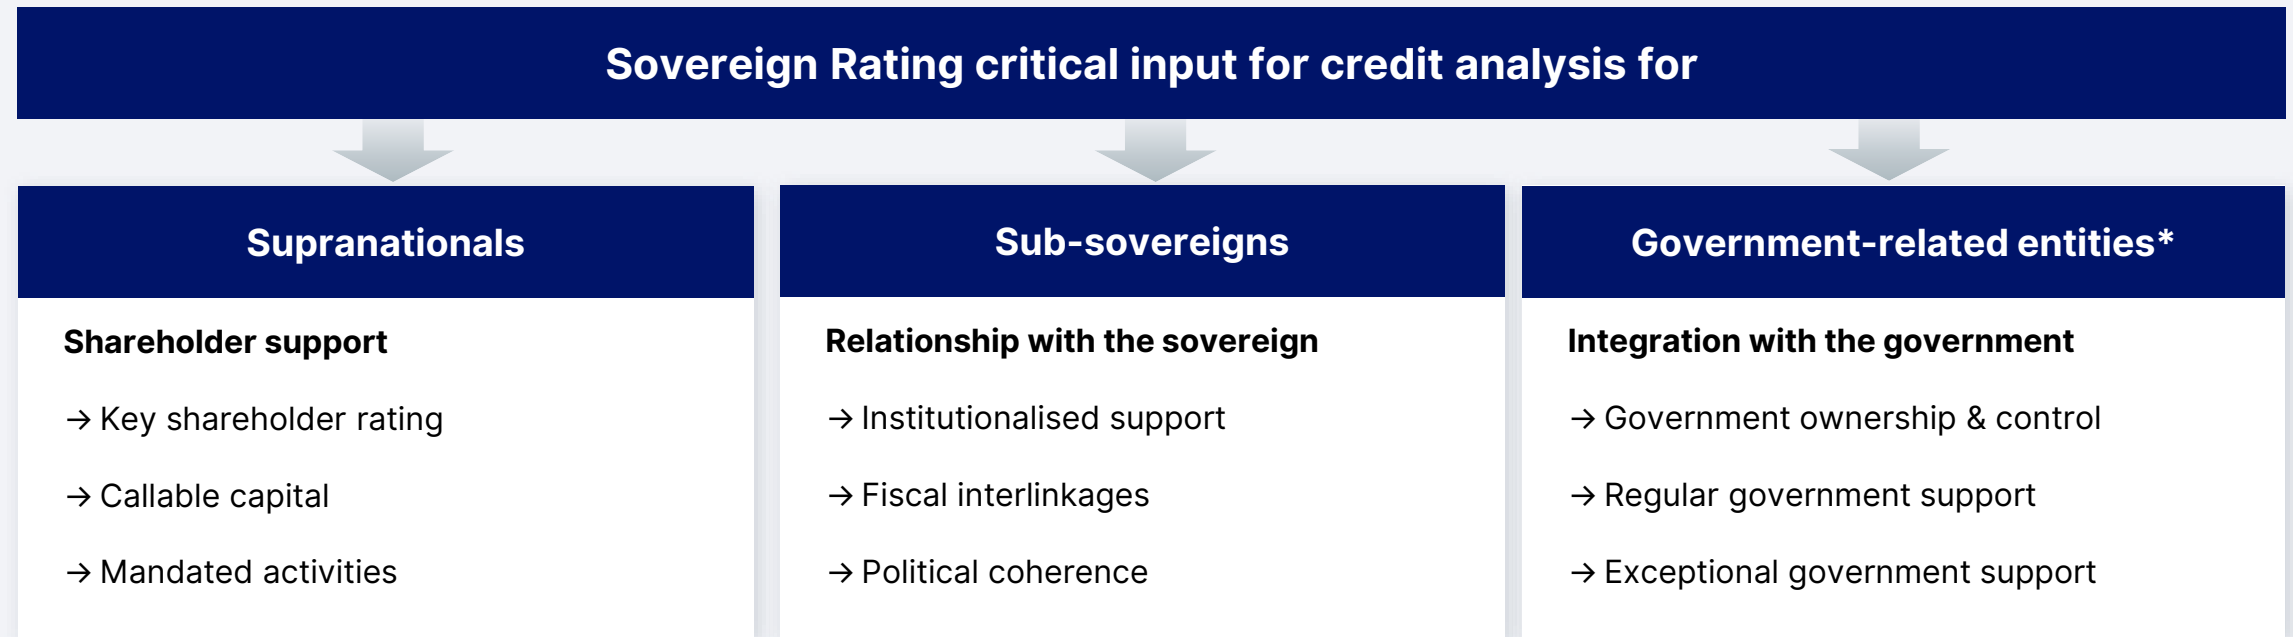 Sovereign Rating critical input for credit analysis for
Supranationals
Shareholder support
→ Key shareholder rating
→ Callable capital
→ Mandated activities
Sub-sovereigns
Relationship with the sovereign
→ Institutionalised support
→ Fiscal interlinkages
→ Political coherence
Government-related entities*
Integration with the government
→ Government ownership & control
→ Regular government support
→ Exceptional government support